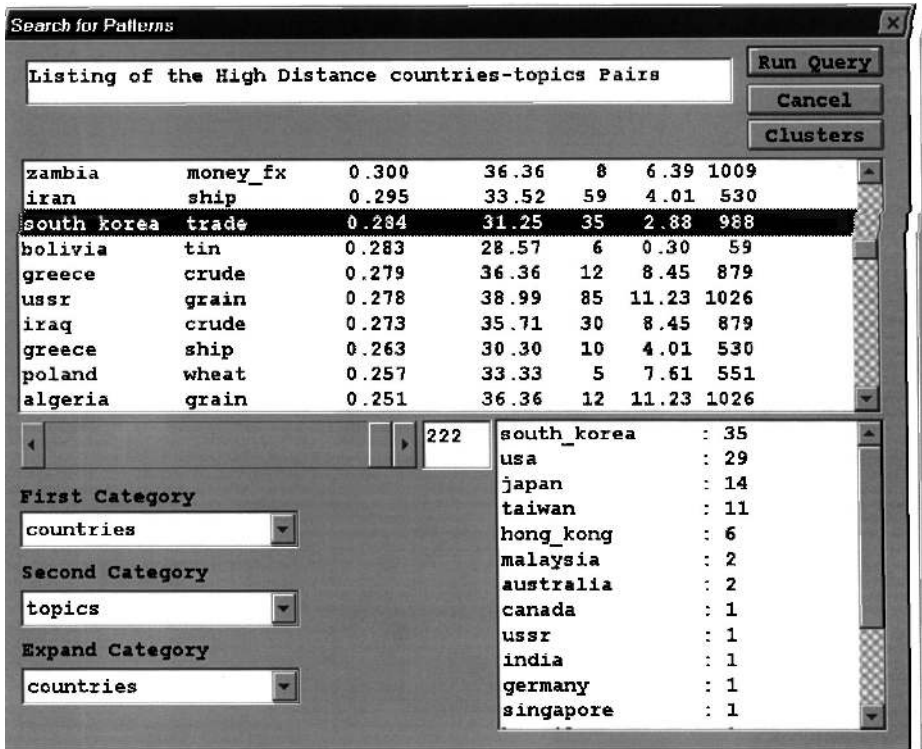 Search for Patterns
Listing of the High Distance countries-topics Pairs
Run Query
Cancel
Clusters
zambia money_fx 0.300 36.36 8 6.39 1009
iran ship 0.295 33.52 59 4.01 530
south korea trade 0.284 31.25 35 2.88 988
bolivia tin 0.283 28.57 6 0.30 59
greece crude 0.279 36.36 12 8.45 879
ussr grain 0.278 38.99 85 11.23 1026
iraq crude 0.273 35.71 30 8.45 879
greece ship 0.263 30.30 10 4.01 530
poland wheat 0.257 33.33 5 7.61 551
algeria grain 0.251 36.36 12 11.23 1026
222
First Category
countries
Second Category
topics
Expand Category
countries
south_korea : 35
usa : 29
japan : 14
taiwan : 11
hong_kong : 6
malaysia : 2
australia : 2
canada : 1
ussr : 1
india : 1
germany : 1
singapore : 1